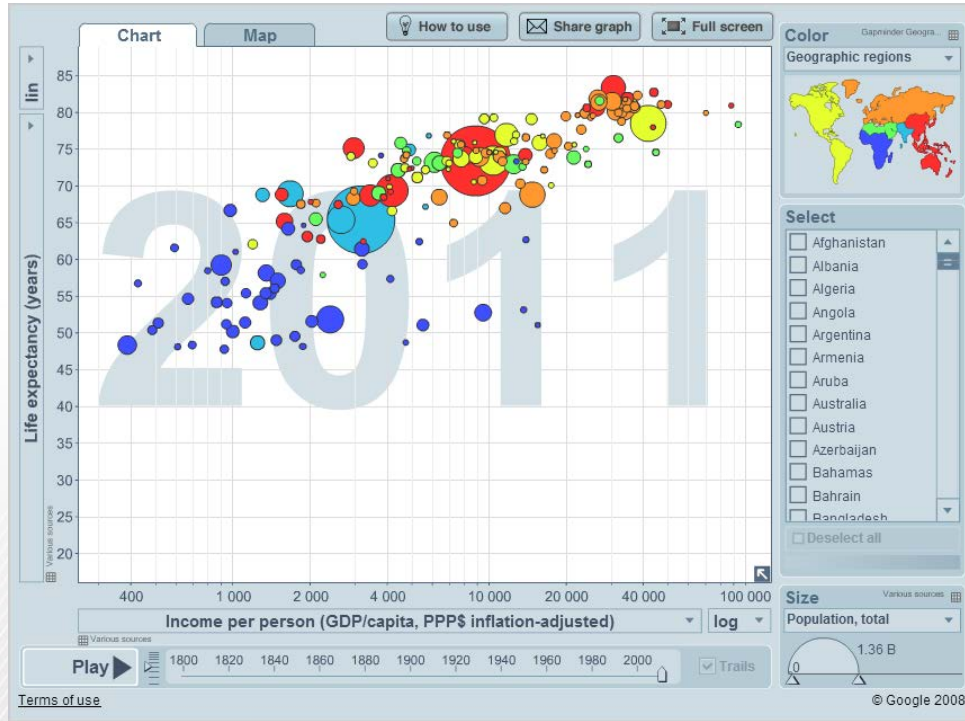 Chart
Map
How to use
Share graph
Full screen
Color
Gapminder Geogra...
Geographic regions
lin
Life expectancy (years)
Various sources
85
80
75
70
65
60
55
50
45
40
35
30
25
20
2011
400
1 000
2 000
4 000
10 000
20 000
40 000
100 000
Income per person (GDP/capita, PPP$ inflation-adjusted)
log
Various sources
Select
Afghanistan
Albania
Algeria
Angola
Argentina
Armenia
Aruba
Australia
Austria
Azerbaijan
Bahamas
Bahrain
Bangladesh
Deselect all
Size
Various sources
Population, total
1.36 B
0
Play
1800
1820
1840
1860
1880
1900
1920
1940
1960
1980
2000
Trails
Terms of use
© Google 2008